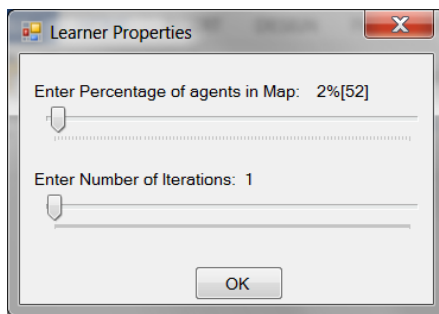 Learner Properties
Enter Percentage of agents in Map: 2%[52]
Enter Number of Iterations: 1
OK